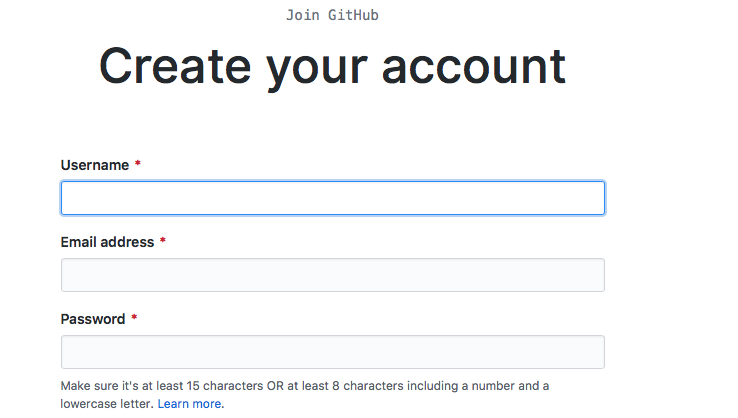 Join GitHub
Create your account
Username *
Email address *
Password *
Make sure it's at least 15 characters OR at least 8 characters including a number and a
lowercase letter. Learn more.